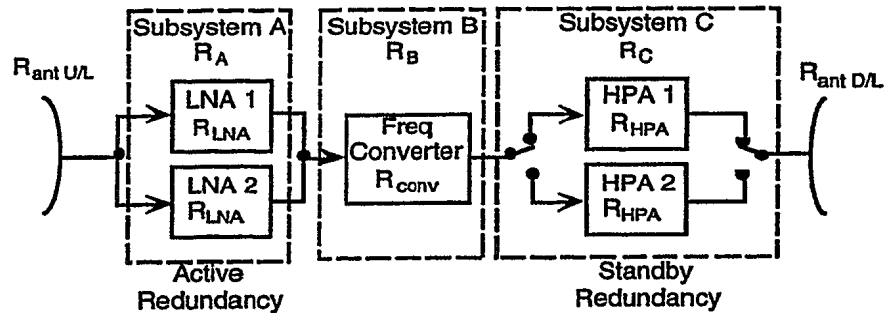 Subsystem A
R_A
Subsystem B
R_B
Subsystem C
R_C
R_ant U/L
R_ant D/L
LNA 1
R_LNA
LNA 2
R_LNA
Freq
Converter
R_conv
HPA 1
R_HPA
HPA 2
R_HPA
Active
Redundancy
Standby
Redundancy